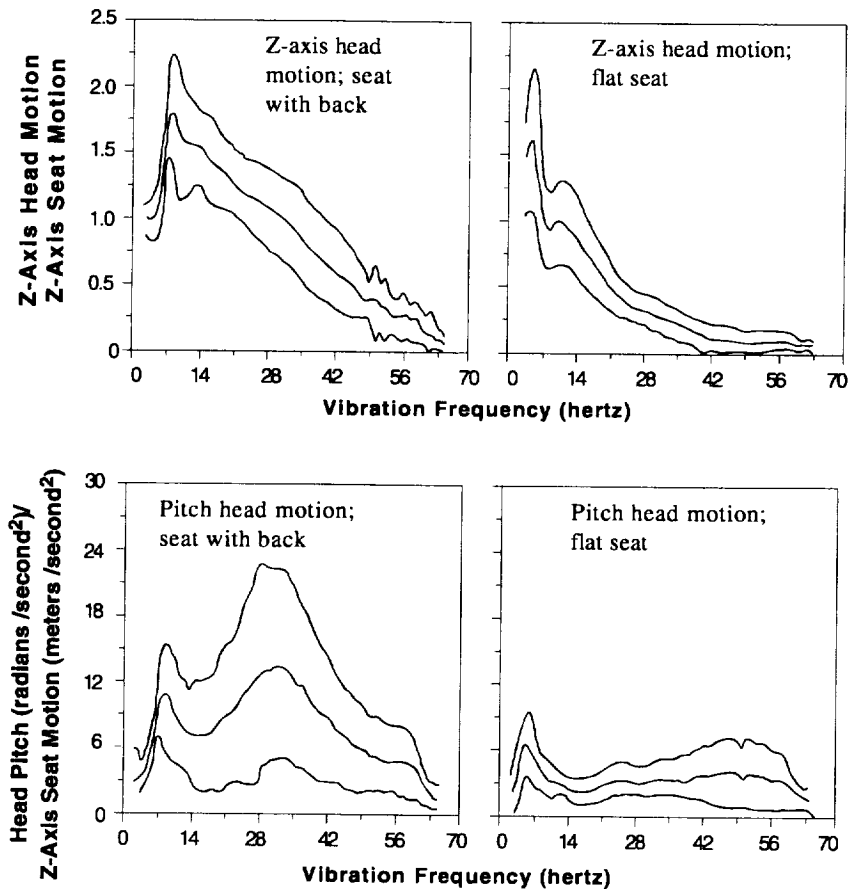 Z-Axis Head Motion
Z-Axis Seat Motion
2.5
2.0
1.5
1.0
0.5
0
Z-axis head
motion; seat
with back
Z-axis head motion;
flat seat
0 14 28 42 56 70
0 14 28 42 56 70
Vibration Frequency (hertz)
Head Pitch (radians /second²)/
Z-Axis Seat Motion (meters /second²)
30
24
18
12
6
0
Pitch head motion;
seat with back
Pitch head motion;
flat seat
0 14 28 42 56 70
0 14 28 42 56 70
Vibration Frequency (hertz)